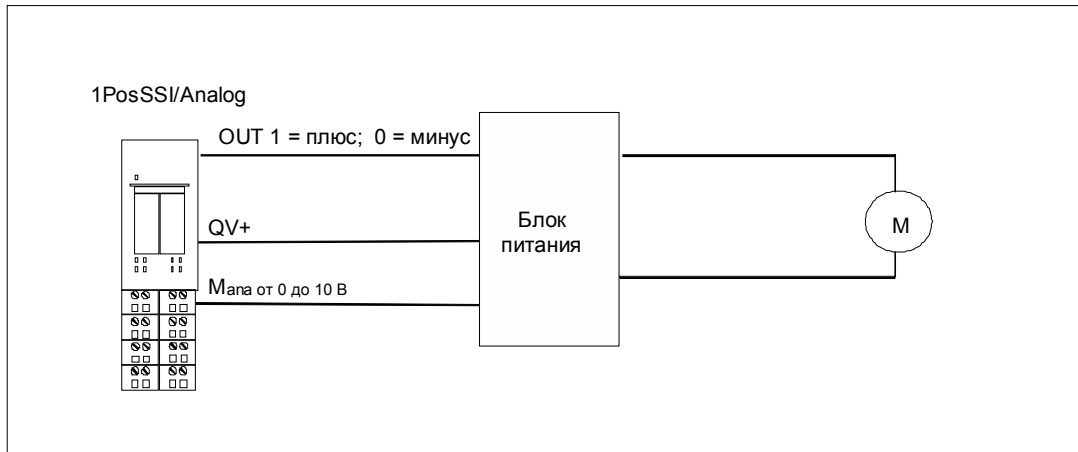 1PosSSI/Analog
OUT 1 = плюс; 0 = минус
QV+
Mana от 0 до 10 В
Блок
питания
M